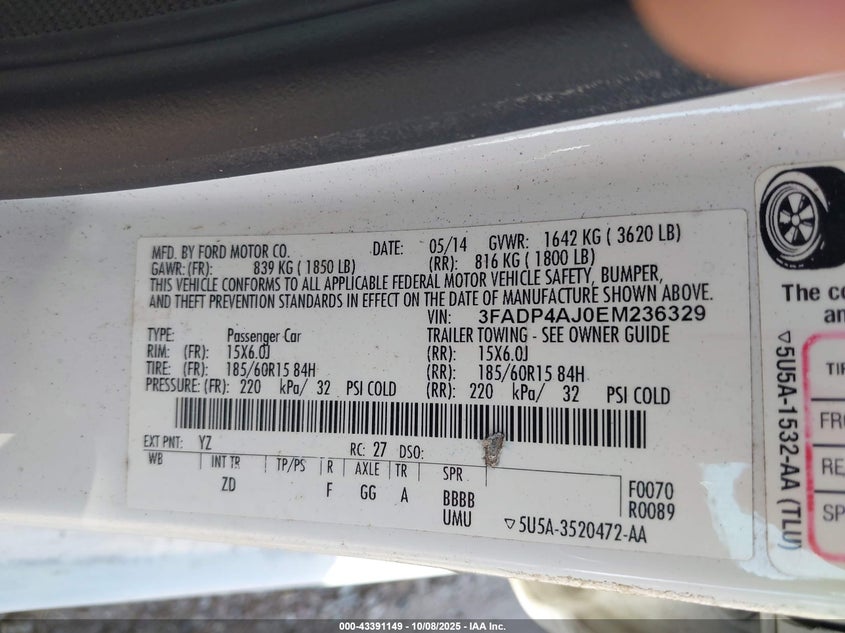 MFD. BY FORD MOTOR CO. DATE: 05/14 GVWR: 1642 KG ( 3620 LB)
GAWR: (FR): 839 KG ( 1850 LB) (RR): 816 KG ( 1800 LB)
THIS VEHICLE CONFORMS TO ALL APPLICABLE FEDERAL MOTOR VEHICLE SAFETY, BUMPER,
AND THEFT PREVENTION STANDARDS IN EFFECT ON THE DATE OF MANUFACTURE SHOWN ABOVE.
VIN: 3FADP4AJ0EM236329
TYPE: Passenger Car TRAILER TOWING - SEE OWNER GUIDE
RIM: (FR): 15X6.0J (RR): 15X6.0J
TIRE: (FR): 185/60R15 84H (RR): 185/60R15 84H
PRESSURE: (FR): 220 kPa/ 32 PSI COLD (RR): 220 kPa/ 32 PSI COLD
EXT PNT: YZ RC: 27 DSO:
WB INT TR TP/PS R AXLE TR SPR
ZD F GG A BBBB F0070
UMU R0089
▽5U5A-3520472-AA
The co
an
▽5U5A-1532-AA (TLU)
TIR
FRO
RE
SP
000-43391149 - 10/08/2025 - IAA Inc.